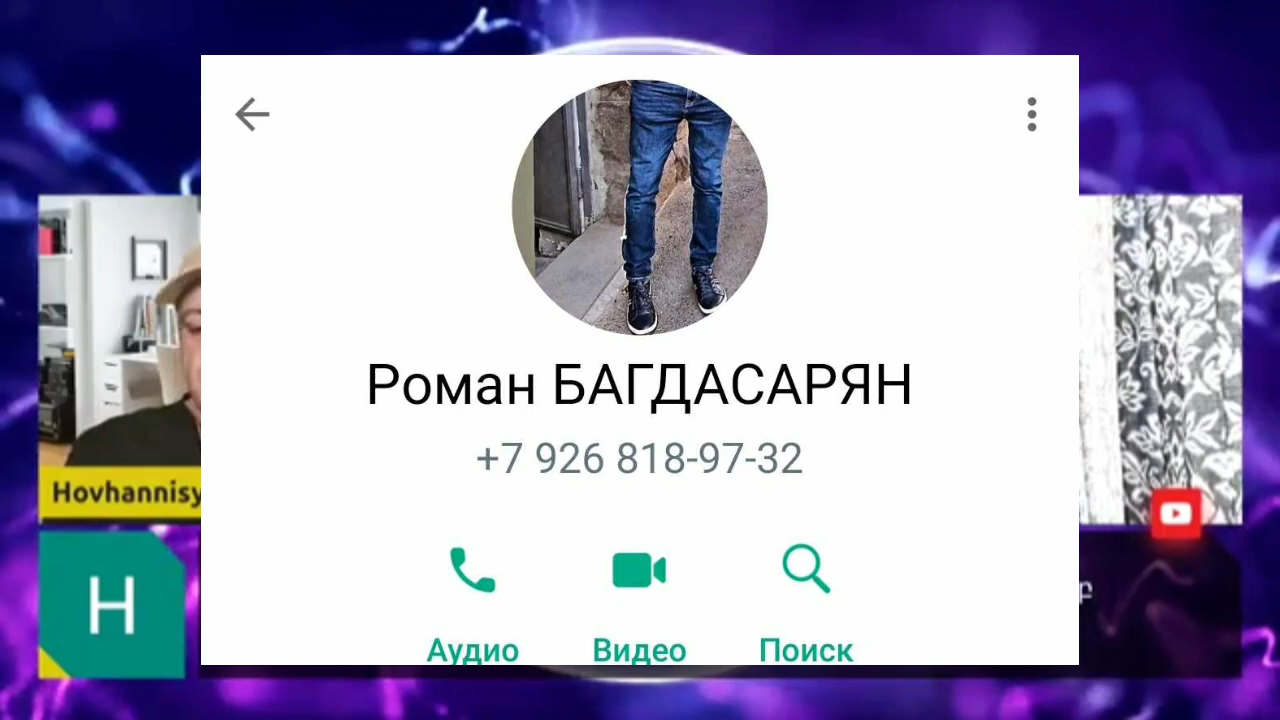 Роман БАГДАСАРЯН
+7 926 818-97-32
Аудио Видео Поиск
Hovhannisy
H